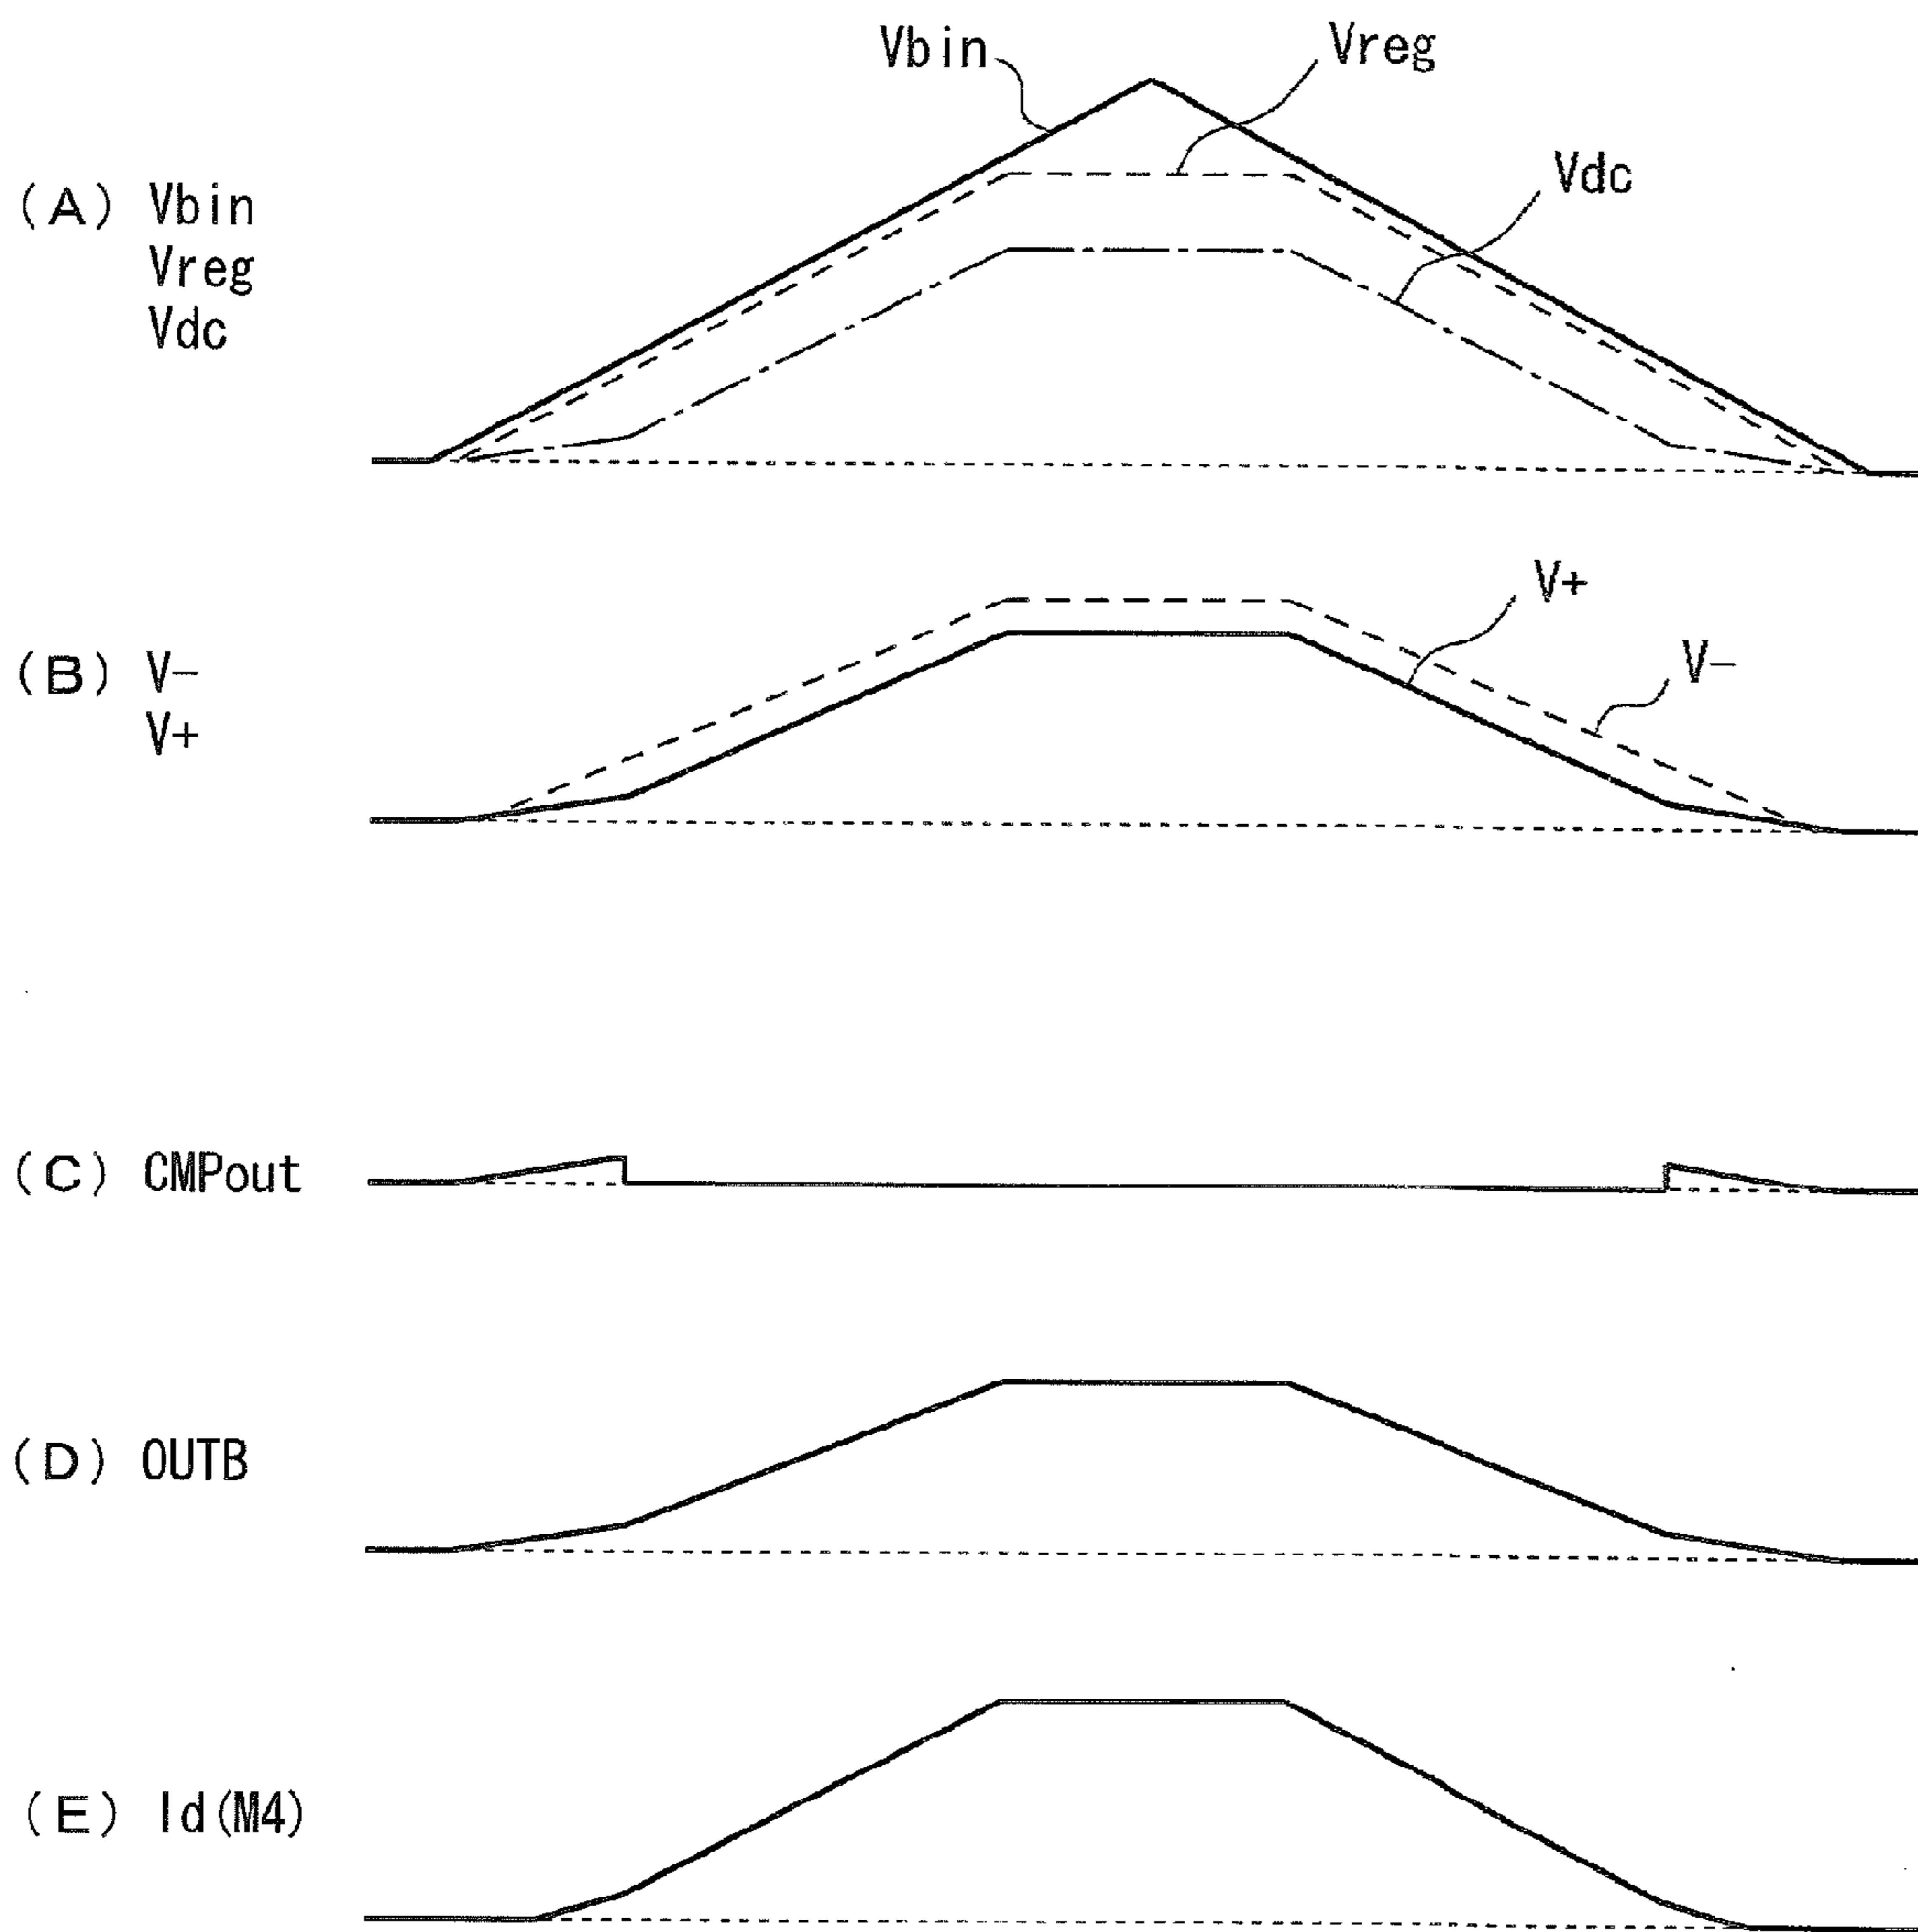 Vbin
Vreg
Vdc
(A) Vbin
Vreg
Vdc
V+
V-
(B) V-
V+
(C) CMPout
(D) OUTB
(E) Id(M4)